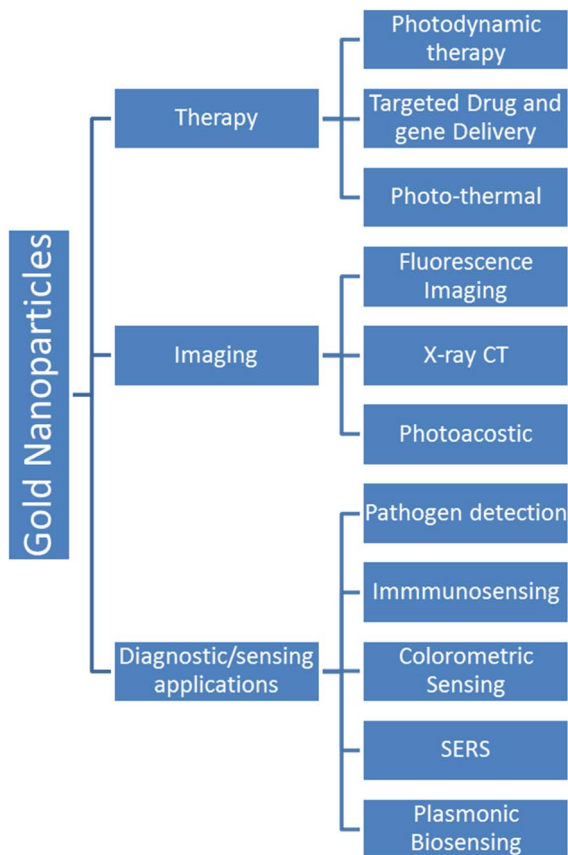 Gold Nanoparticles
Therapy
Photodynamic
therapy
Targeted Drug and
gene Delivery
Photo-thermal
Imaging
Fluorescence
Imaging
X-ray CT
Photoacostic
Diagnostic/sensing
applications
Pathogen detection
Immmunosensing
Colorometric
Sensing
SERS
Plasmonic
Biosensing